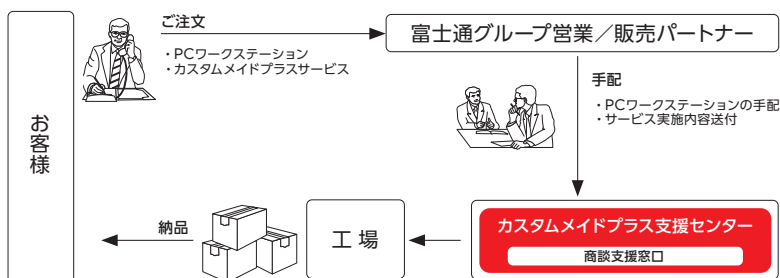 ご注文
・PCワークステーション
・カスタムメイドプラスサービス
富士通グループ営業／販売パートナー
手配
・PCワークステーションの手配
・サービス実施内容送付
お客様
納品
工場
カスタムメイドプラス支援センター
商談支援窓口